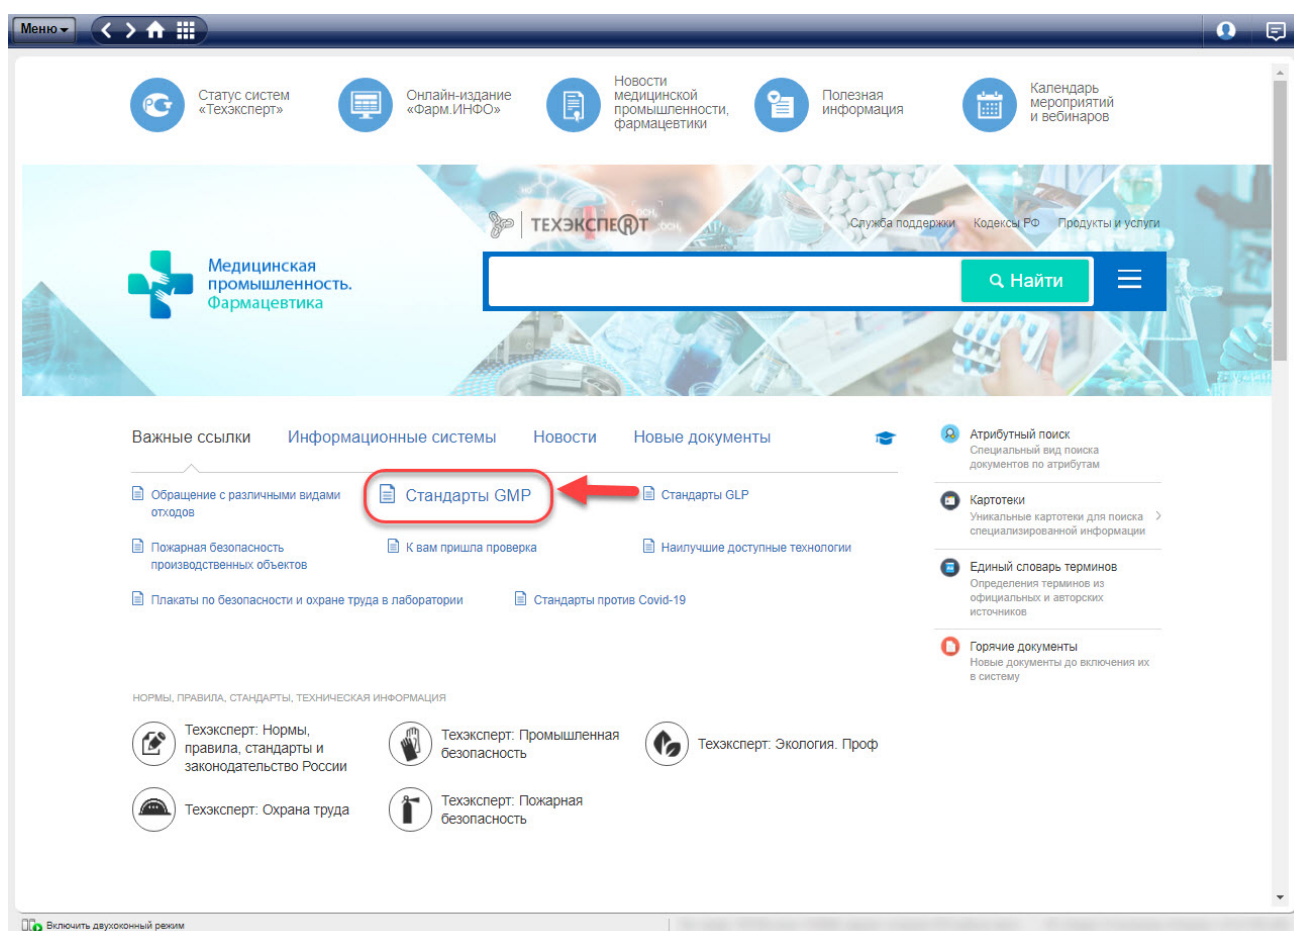 Меню
Статус систем
«Техэксперт»
Онлайн-издание
«Фарм.ИНФО»
Новости
медицинской
промышленности,
фармацевтики
Полезная
информация
Календарь
мероприятий
и вебинаров
ТЕХЭКСПЕРТ
Служба поддержки Кодексы РФ Продукты и услуги
Медицинская
промышленность.
Фармацевтика
Найти
Важные ссылки Информационные системы Новости Новые документы
Обращение с различными видами
отходов
Стандарты GMP
Стандарты GLP
Пожарная безопасность
производственных объектов
К вам пришла проверка
Наилучшие доступные технологии
Плакаты по безопасности и охране труда в лаборатории
Стандарты против Covid-19
Атрибутный поиск
Специальный вид поиска
документов по атрибутам
Картотеки
Уникальные картотеки для поиска
специализированной информации
Единый словарь терминов
Определения терминов из
официальных и авторских
источников
Горячие документы
Новые документы до включения их
в систему
НОРМЫ, ПРАВИЛА, СТАНДАРТЫ, ТЕХНИЧЕСКАЯ ИНФОРМАЦИЯ
Техэксперт: Нормы,
правила, стандарты и
законодательство России
Техэксперт: Промышленная
безопасность
Техэксперт: Экология. Проф
Техэксперт: Охрана труда
Техэксперт: Пожарная
безопасность
Включить двухоконный режим